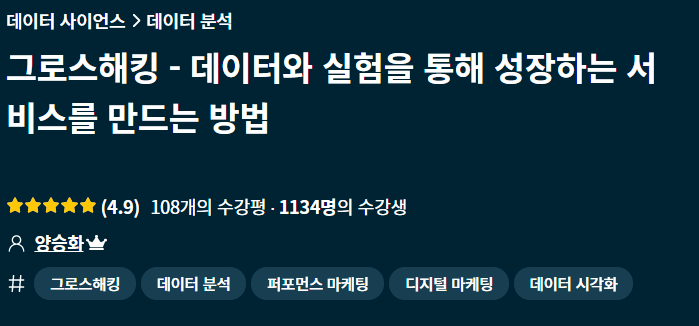 데이터 사이언스 > 데이터 분석
그로스해킹 - 데이터와 실험을 통해 성장하는 서
비스를 만드는 방법
(4.9) 108개의 수강평 · 1134명의 수강생
양승화
# 그로스해킹 데이터 분석 퍼포먼스 마케팅 디지털 마케팅 데이터 시각화